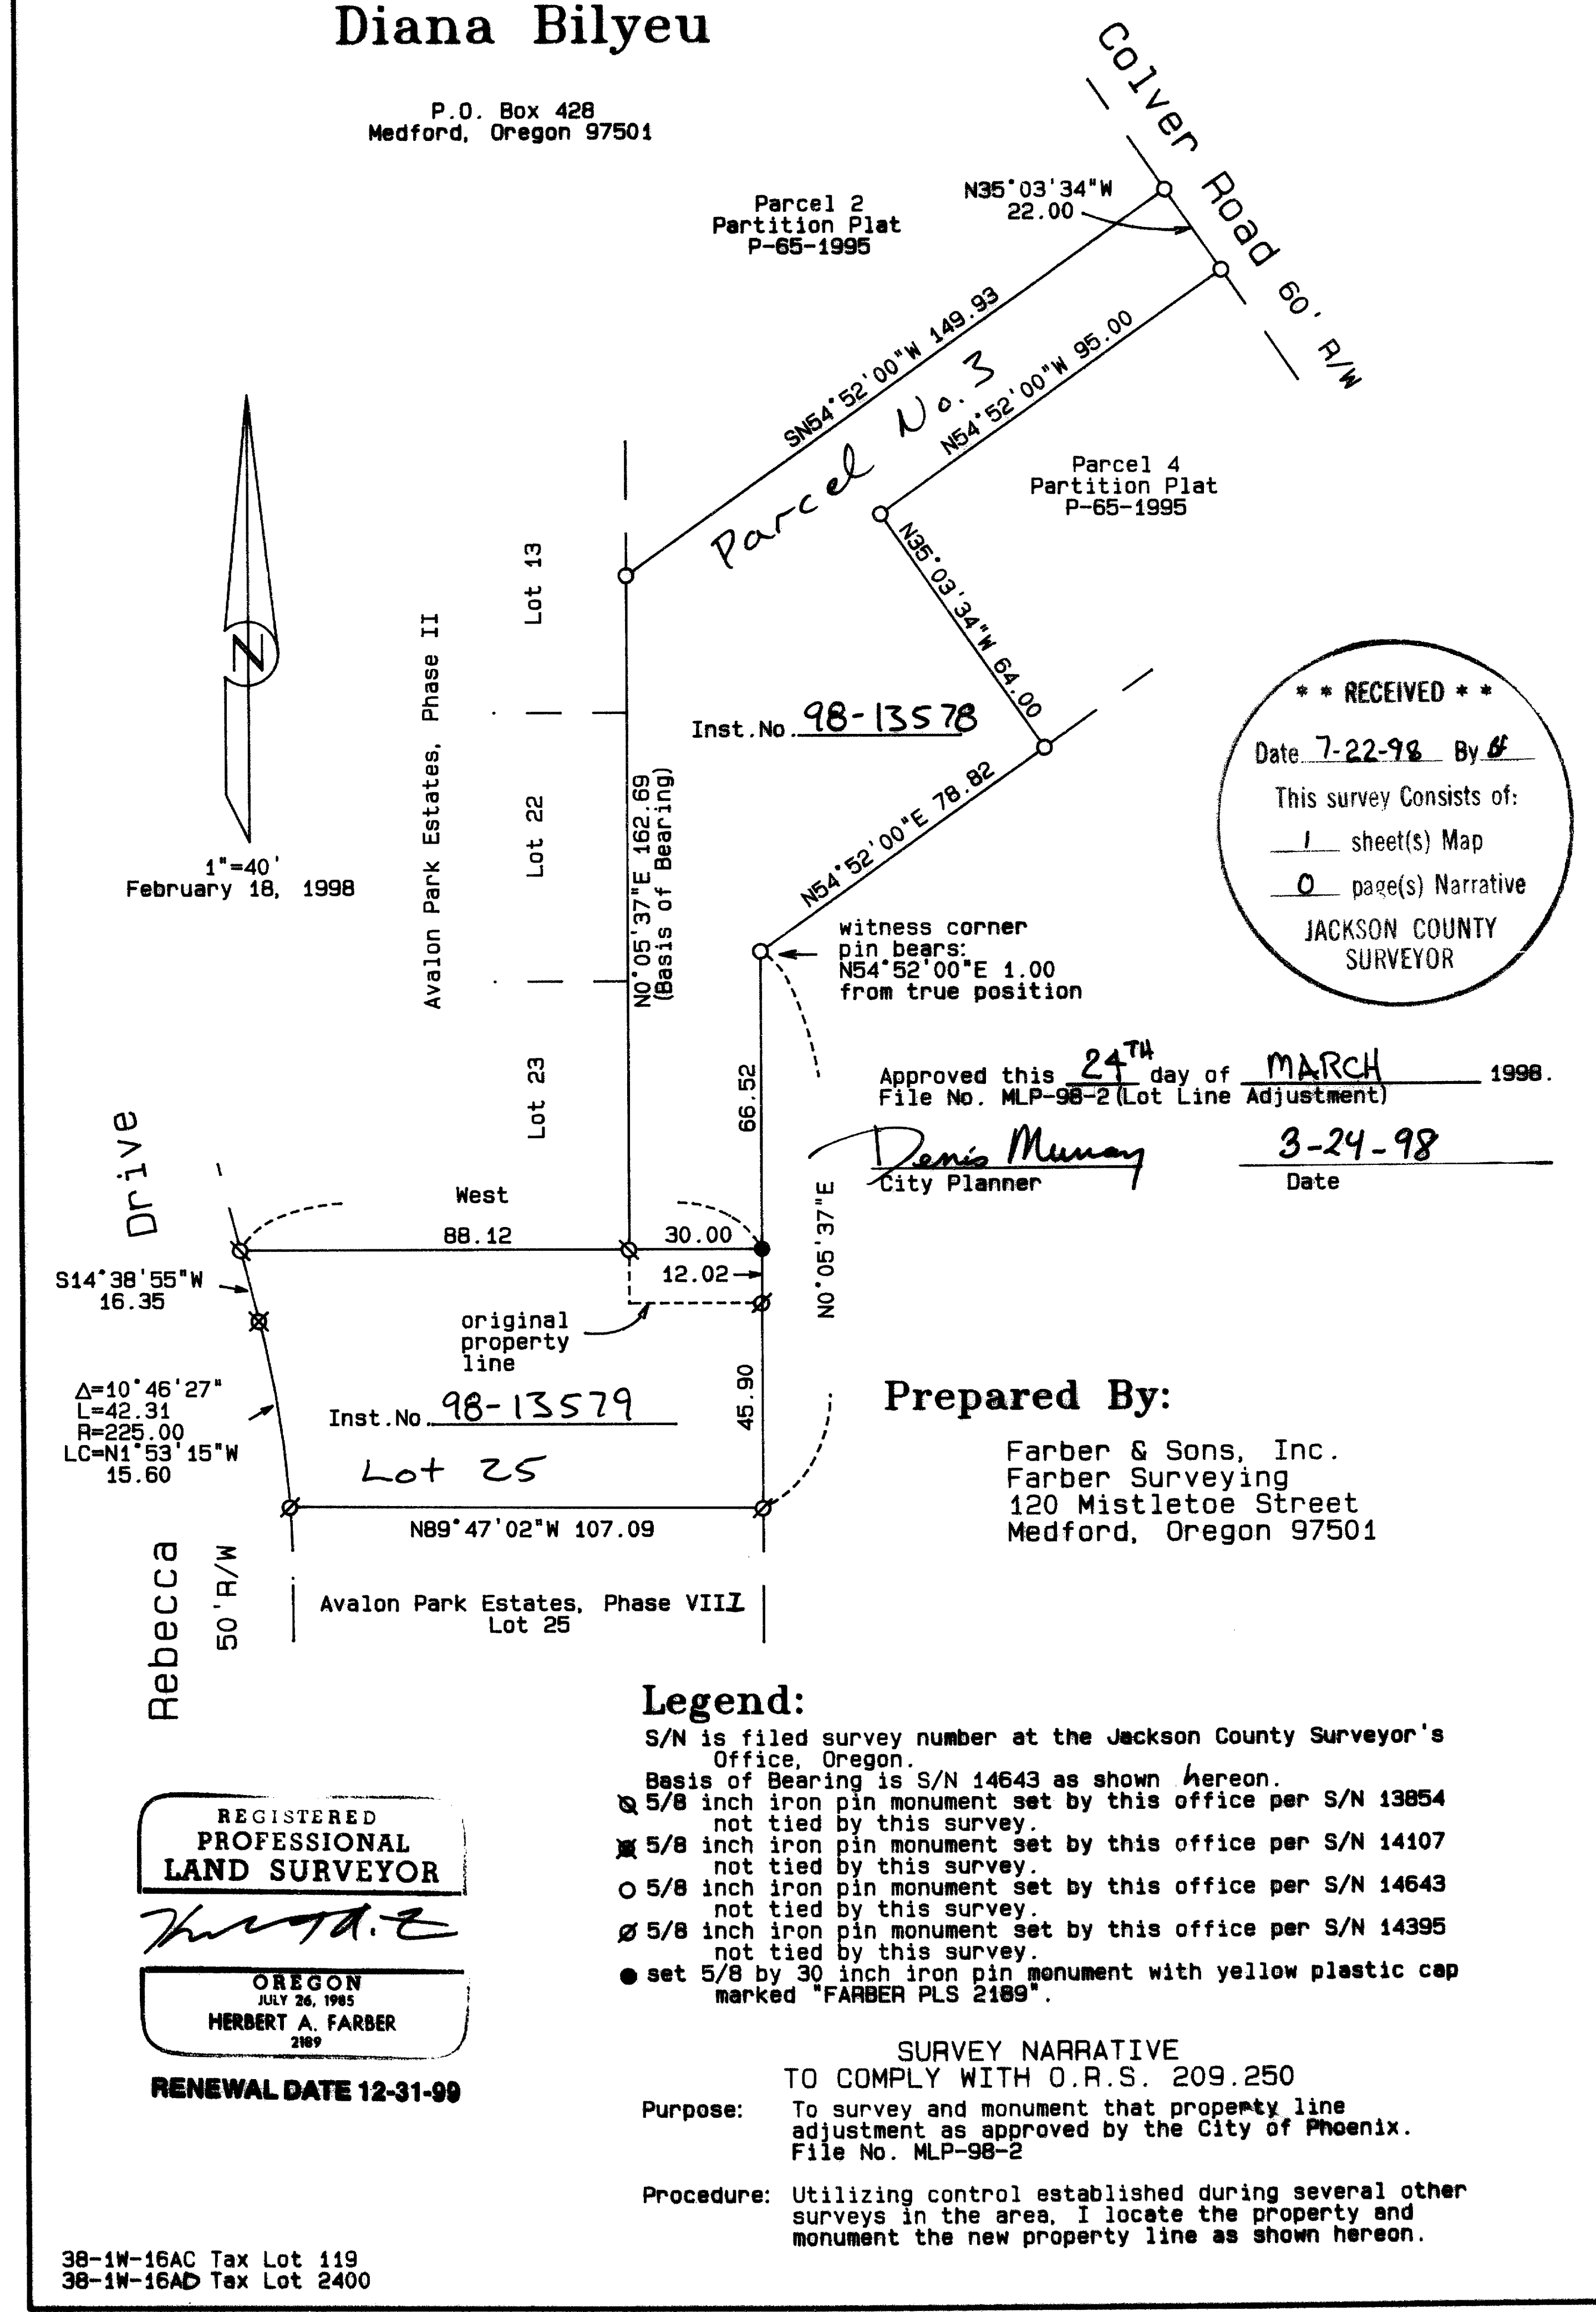 Diana Bilyeu
P.O. Box 428
Medford, Oregon 97501
Colver Road 60' R/W
N35°03'34"W
22.00
Parcel 2
Partition Plat
P-65-1995
SN54°52'00"W 149.93
Parcel No. 3
N54°52'00"W 95.00
Parcel 4
Partition Plat
P-65-1995
N35°03'34"W 64.00
N
1"=40'
February 18, 1998
Avalon Park Estates, Phase II
Lot 13
Lot 22
Lot 23
N0°05'37"E 162.69
(Basis of Bearing)
Inst.No. 98-13578
N54°52'00"E 78.82
witness corner
pin bears:
N54°52'00"E 1.00
from true position
* * RECEIVED * *
Date 7-22-98 By
This survey Consists of:
1 sheet(s) Map
0 page(s) Narrative
JACKSON COUNTY
SURVEYOR
66.52
Approved this 24TH day of MARCH 1998.
File No. MLP-98-2 (Lot Line Adjustment)
Denis Murray
City Planner
3-24-98
Date
N0°05'37"E
West
88.12
30.00
12.02
S14°38'55"W
16.35
original
property
line
Δ=10°46'27"
L=42.31
R=225.00
LC=N1°53'15"W
15.60
Inst.No. 98-13579
Lot 25
45.90
N89°47'02"W 107.09
Rebecca Drive
50'R/W
Avalon Park Estates, Phase VIII
Lot 25
Prepared By:
Farber & Sons, Inc.
Farber Surveying
120 Mistletoe Street
Medford, Oregon 97501
Legend:
S/N is filed survey number at the Jackson County Surveyor's
Office, Oregon.
Basis of Bearing is S/N 14643 as shown hereon.
5/8 inch iron pin monument set by this office per S/N 13854
not tied by this survey.
5/8 inch iron pin monument set by this office per S/N 14107
not tied by this survey.
5/8 inch iron pin monument set by this office per S/N 14643
not tied by this survey.
5/8 inch iron pin monument set by this office per S/N 14395
not tied by this survey.
set 5/8 by 30 inch iron pin monument with yellow plastic cap
marked "FARBER PLS 2189".
REGISTERED
PROFESSIONAL
LAND SURVEYOR
OREGON
JULY 26, 1985
HERBERT A. FARBER
2189
RENEWAL DATE 12-31-99
SURVEY NARRATIVE
TO COMPLY WITH O.R.S. 209.250
Purpose: To survey and monument that property line
adjustment as approved by the City of Phoenix.
File No. MLP-98-2
Procedure: Utilizing control established during several other
surveys in the area, I locate the property and
monument the new property line as shown hereon.
38-1W-16AC Tax Lot 119
38-1W-16AD Tax Lot 2400